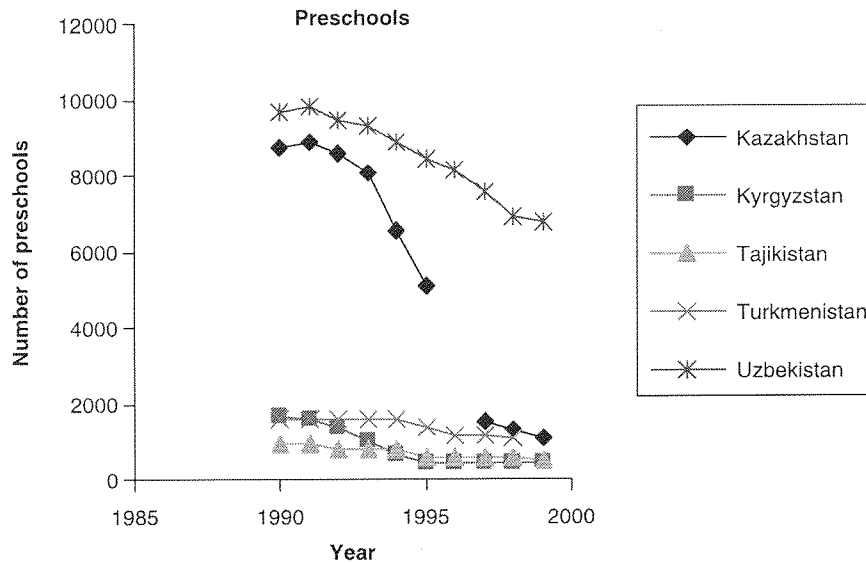 Preschools
12000
10000
8000
6000
4000
2000
0
Number of preschools
1985
1990
1995
2000
Year
Kazakhstan
Kyrgyzstan
Tajikistan
Turkmenistan
Uzbekistan